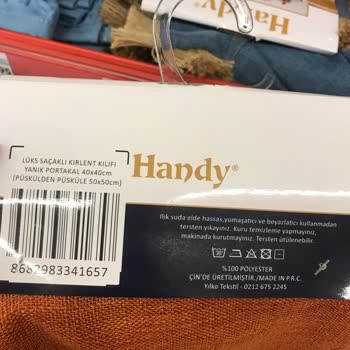 Handy
LÜKS SAÇAKLI KIRLENT KILIFI
YANIK PORTAKAL 40x40cm
(PÜSKÜLDEN PÜSKÜLE 50x50cm)
Handy®
8682983341657
Ilık suda elde hassas,yumuşatıcı ve beyazlatıcı kullanmadan
tersten yıkayınız. Kuru temizleme yapmayınız,
makinada kurutmayınız. Tersten ütülenebilir.
%100 POLYESTER
ÇİN'DE ÜRETİLMİŞTİR./MADE IN P.R.C.
Yılko Tekstil - 0212 675 2245